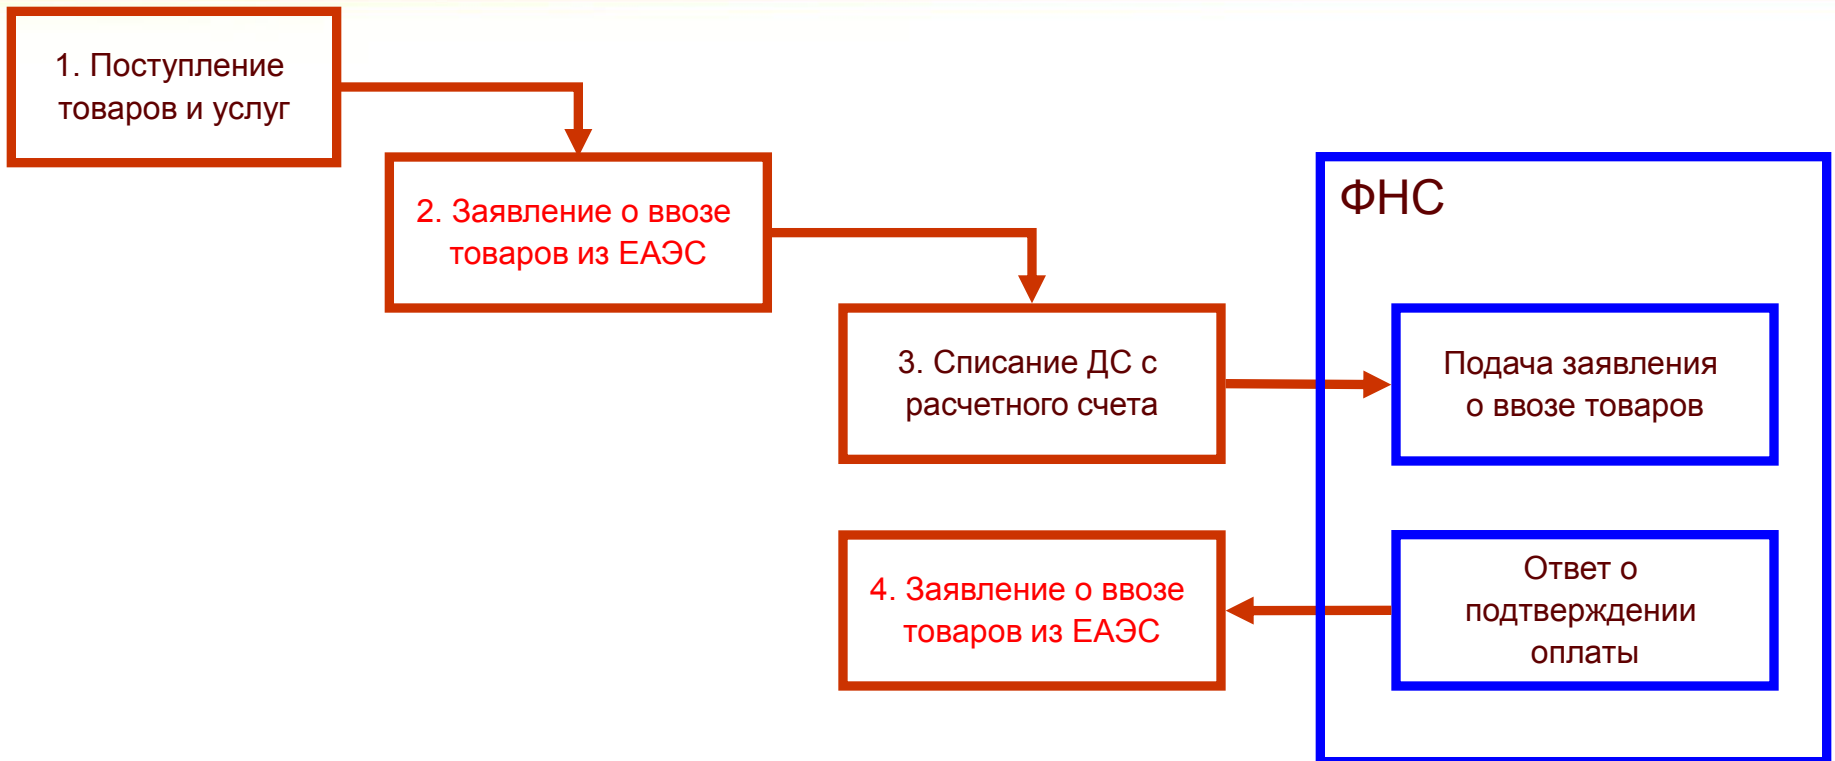 1. Поступление
товаров и услуг
2. Заявление о ввозе
товаров из ЕАЭС
ФНС
3. Списание ДС с
расчетного счета
Подача заявления
о ввозе товаров
4. Заявление о ввозе
товаров из ЕАЭС
Ответ о
подтверждении
оплаты